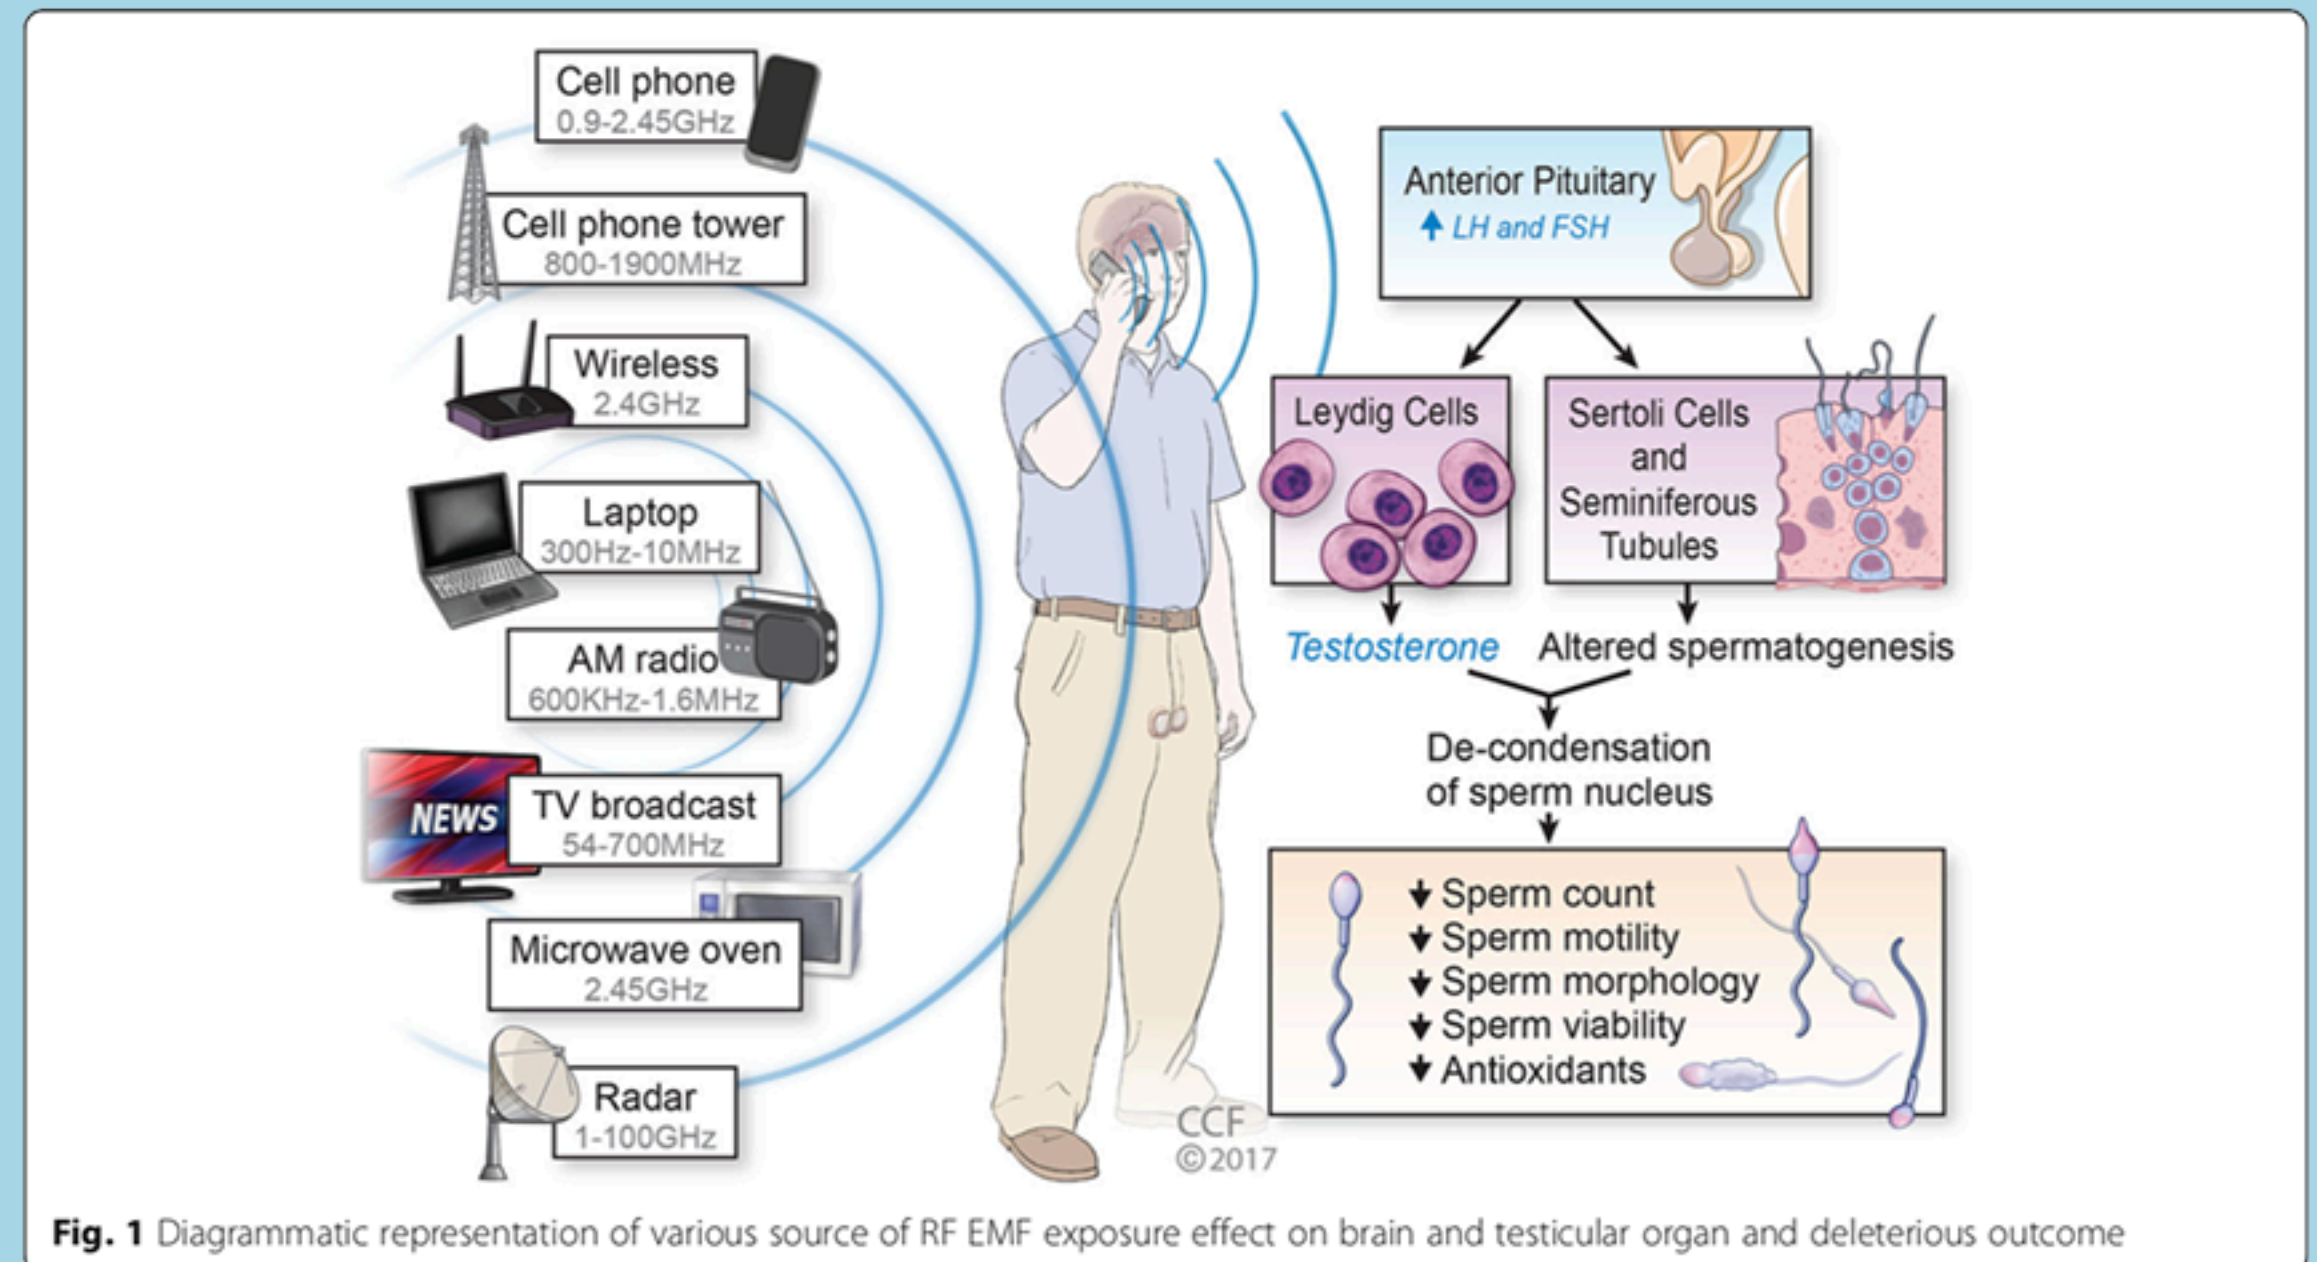 Cell phone
0.9-2.45GHz
Cell phone tower
800-1900MHz
Wireless
2.4GHz
Laptop
300Hz-10MHz
AM radio
600KHz-1.6MHz
NEWS
TV broadcast
54-700MHz
Microwave oven
2.45GHz
Radar
1-100GHz
Anterior Pituitary
LH and FSH
Leydig Cells
Sertoli Cells
and
Seminiferous
Tubules
Testosterone
Altered spermatogenesis
De-condensation
of sperm nucleus
Sperm count
Sperm motility
Sperm morphology
Sperm viability
Antioxidants
CCF
©2017
Fig. 1 Diagrammatic representation of various source of RF EMF exposure effect on brain and testicular organ and deleterious outcome